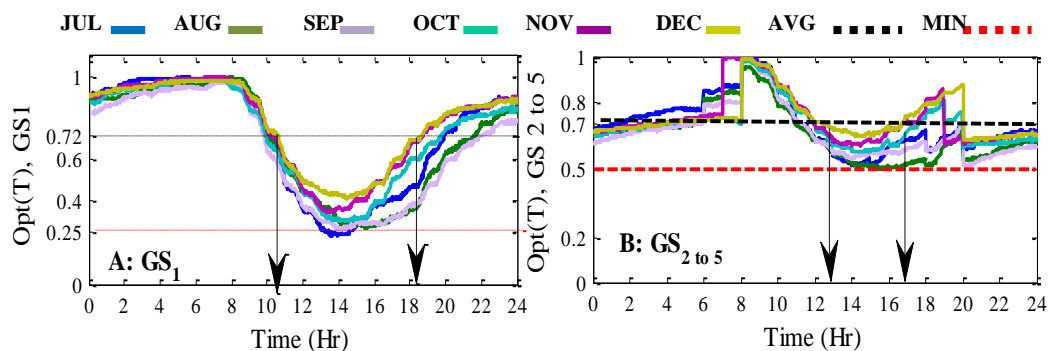 JUL AUG SEP OCT NOV DEC AVG MIN
Opt(T), GS1
1
0.72
0.6
0.4
0.25
0
A: GS1
0 2 4 6 8 10 12 14 16 18 20 22 24
Time (Hr)
Opt(T), GS 2 to 5
1
0.8
0.7
0.5
0.2
0
B: GS2 to 5
0 2 4 6 8 10 12 14 16 18 20 22 24
Time (Hr)